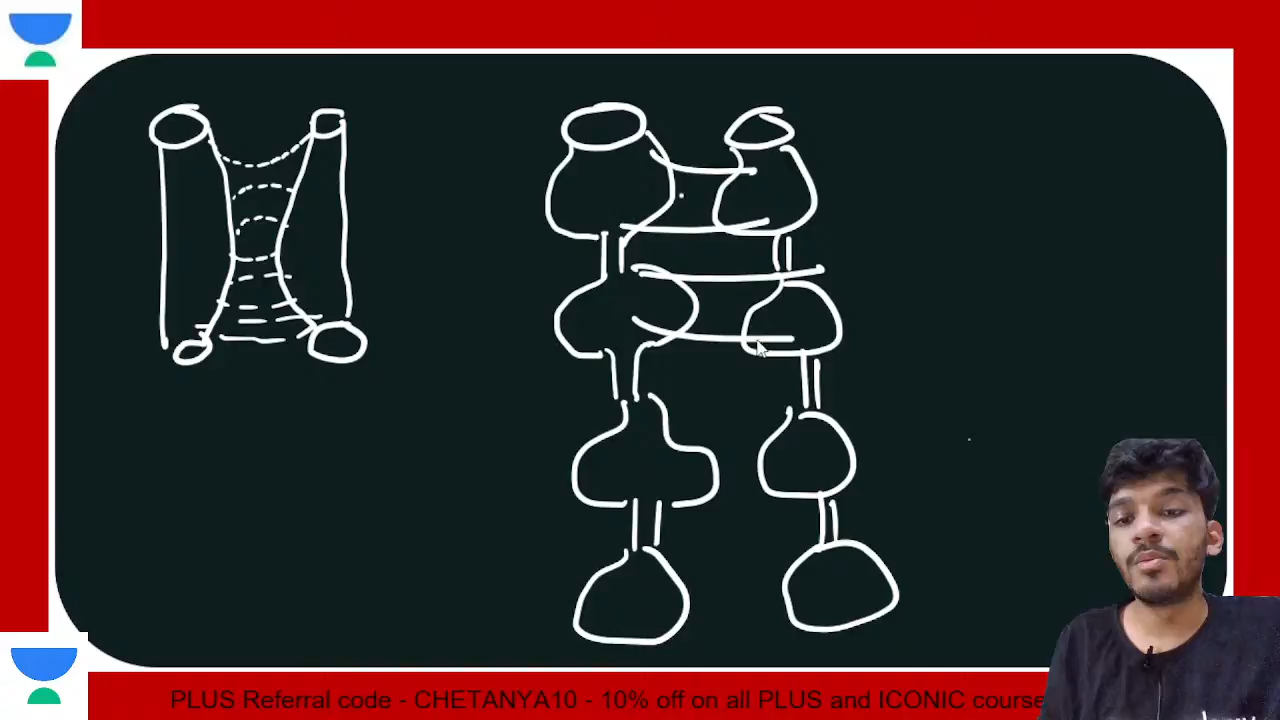 PLUS Referral code - CHETANYA10 - 10% off on all PLUS and ICONIC course